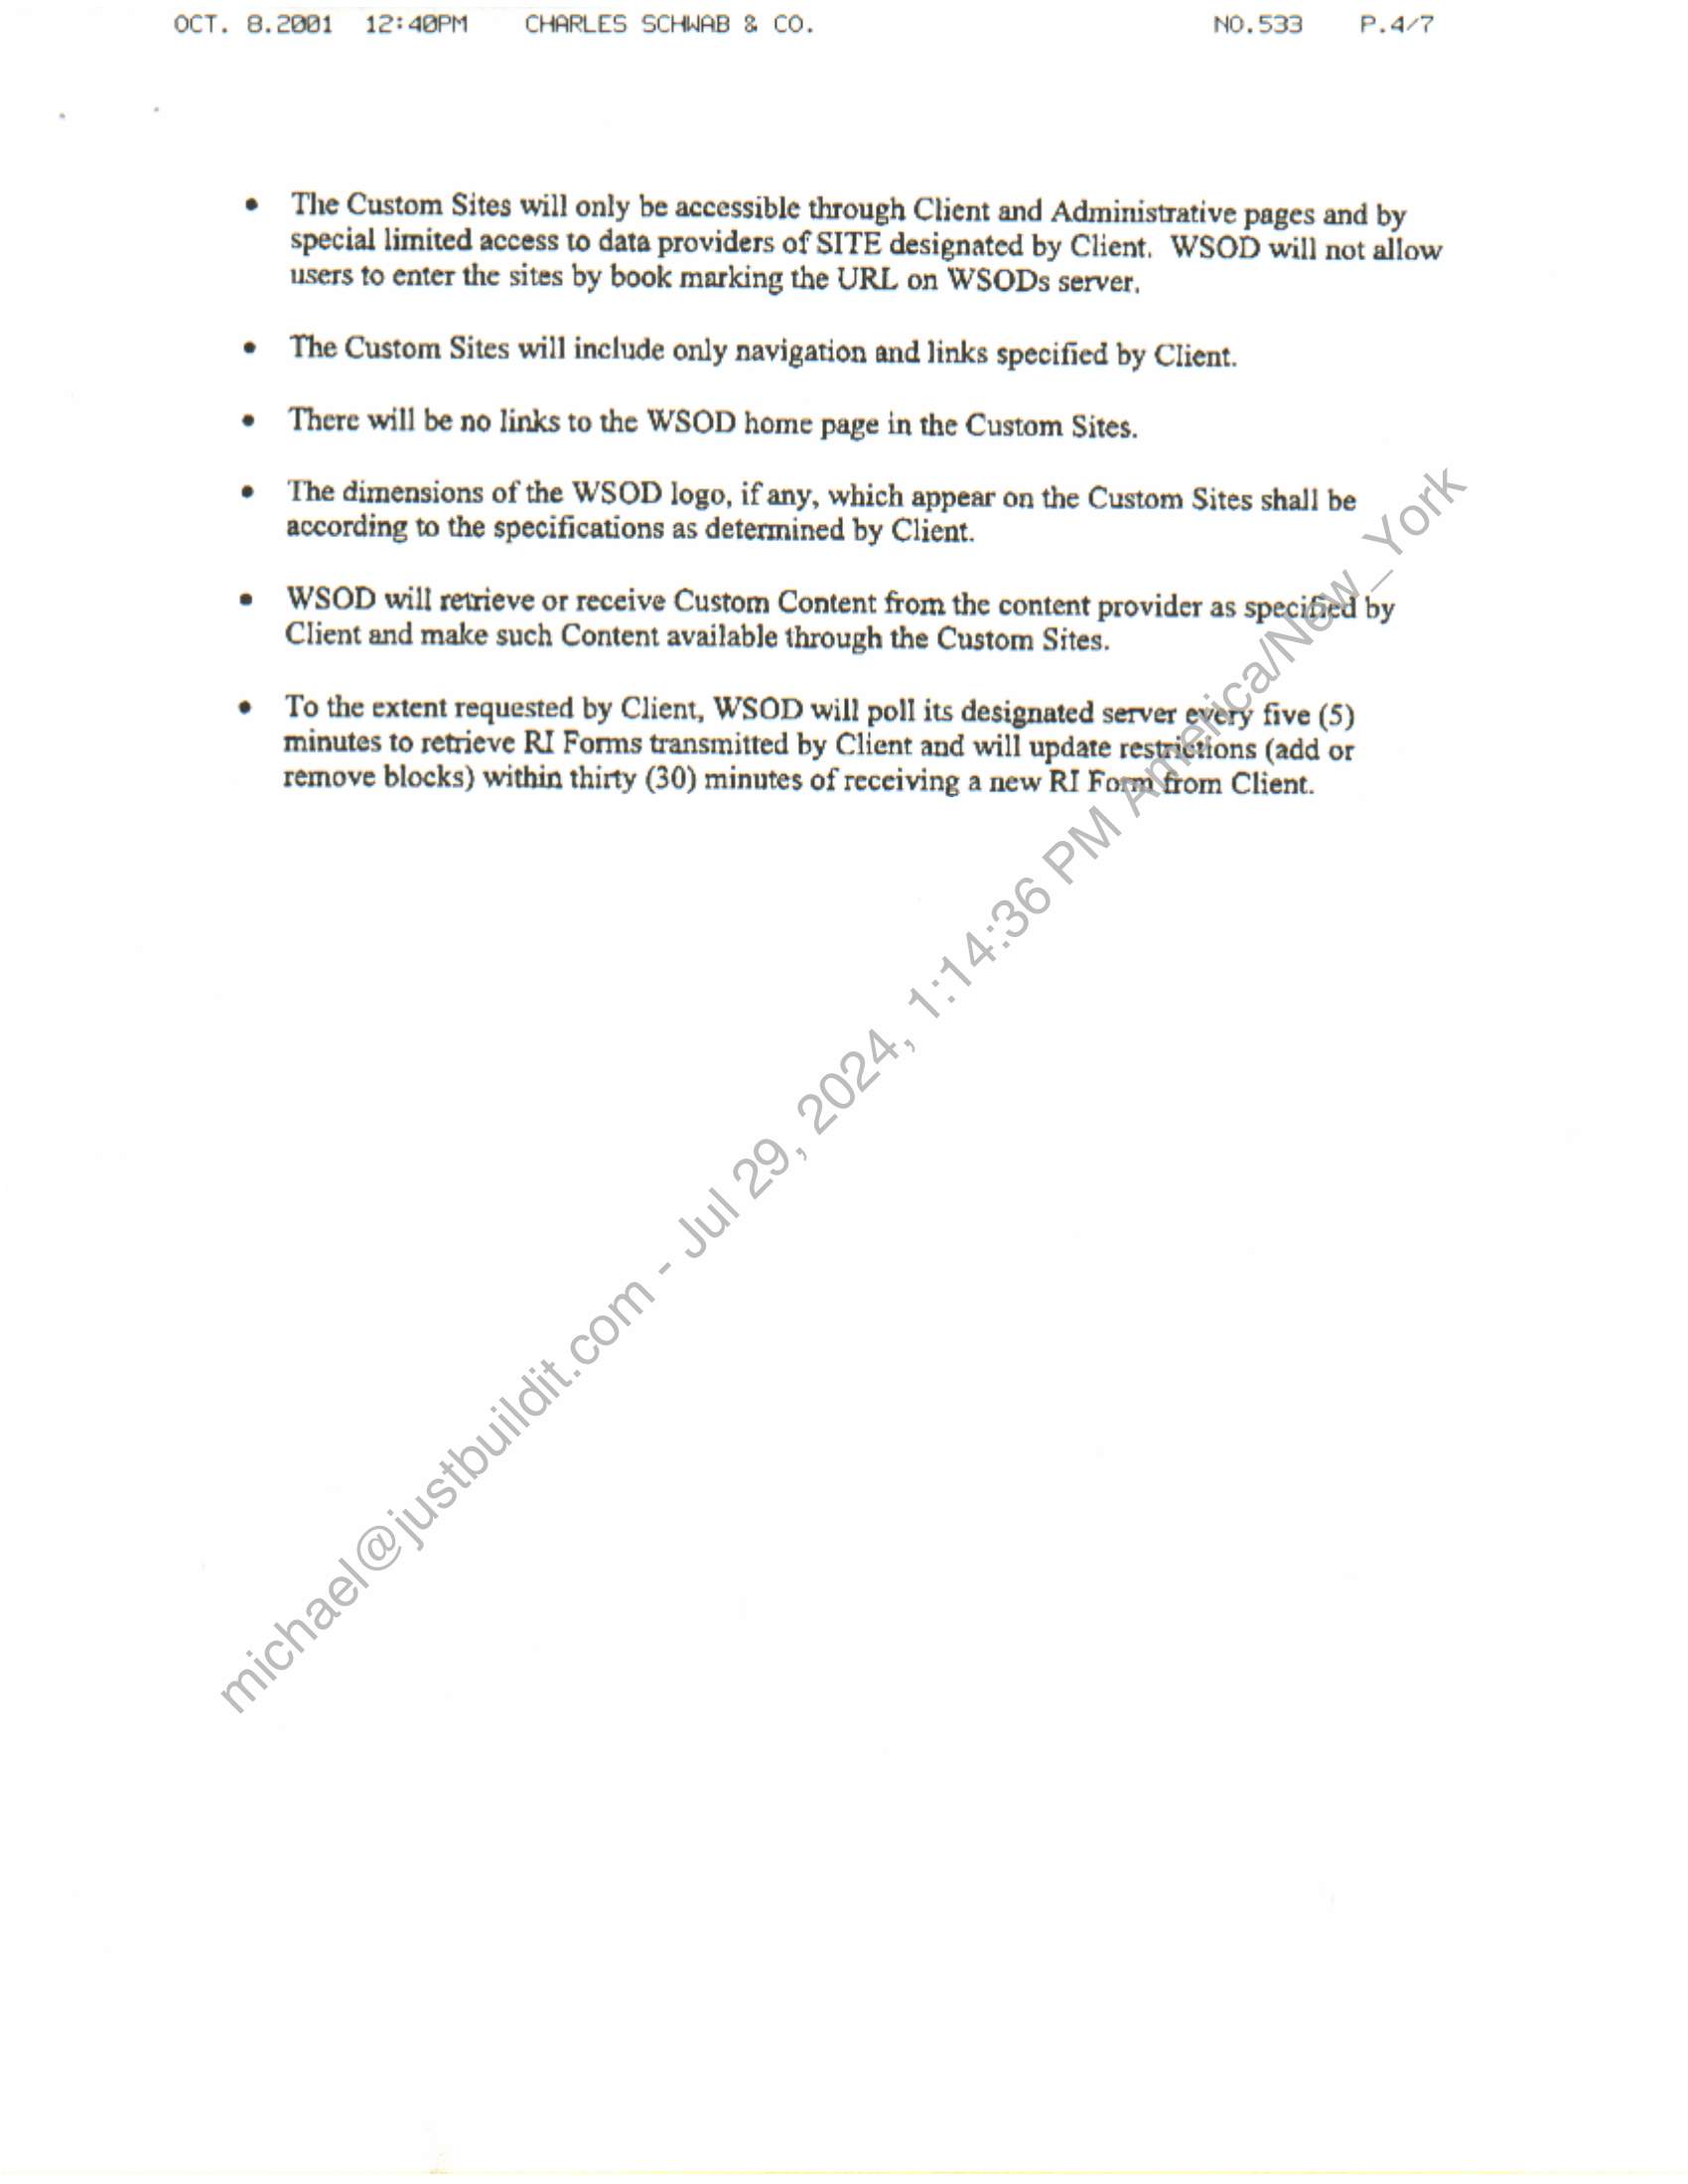 OCT. 8.2001 12:40PM CHARLES SCHWAB & CO. NO.533 P.4/7
• The Custom Sites will only be accessible through Client and Administrative pages and by
special limited access to data providers of SITE designated by Client. WSOD will not allow
users to enter the sites by book marking the URL on WSODs server.
• The Custom Sites will include only navigation and links specified by Client.
• There will be no links to the WSOD home page in the Custom Sites.
• The dimensions of the WSOD logo, if any, which appear on the Custom Sites shall be
according to the specifications as determined by Client.
• WSOD will retrieve or receive Custom Content from the content provider as specified by
Client and make such Content available through the Custom Sites.
• To the extent requested by Client, WSOD will poll its designated server every five (5)
minutes to retrieve RI Forms transmitted by Client and will update restrictions (add or
remove blocks) within thirty (30) minutes of receiving a new RI Form from Client.
michael@justbuildit.com - Jul 29, 2024, 1:14:36 PM America/New_York